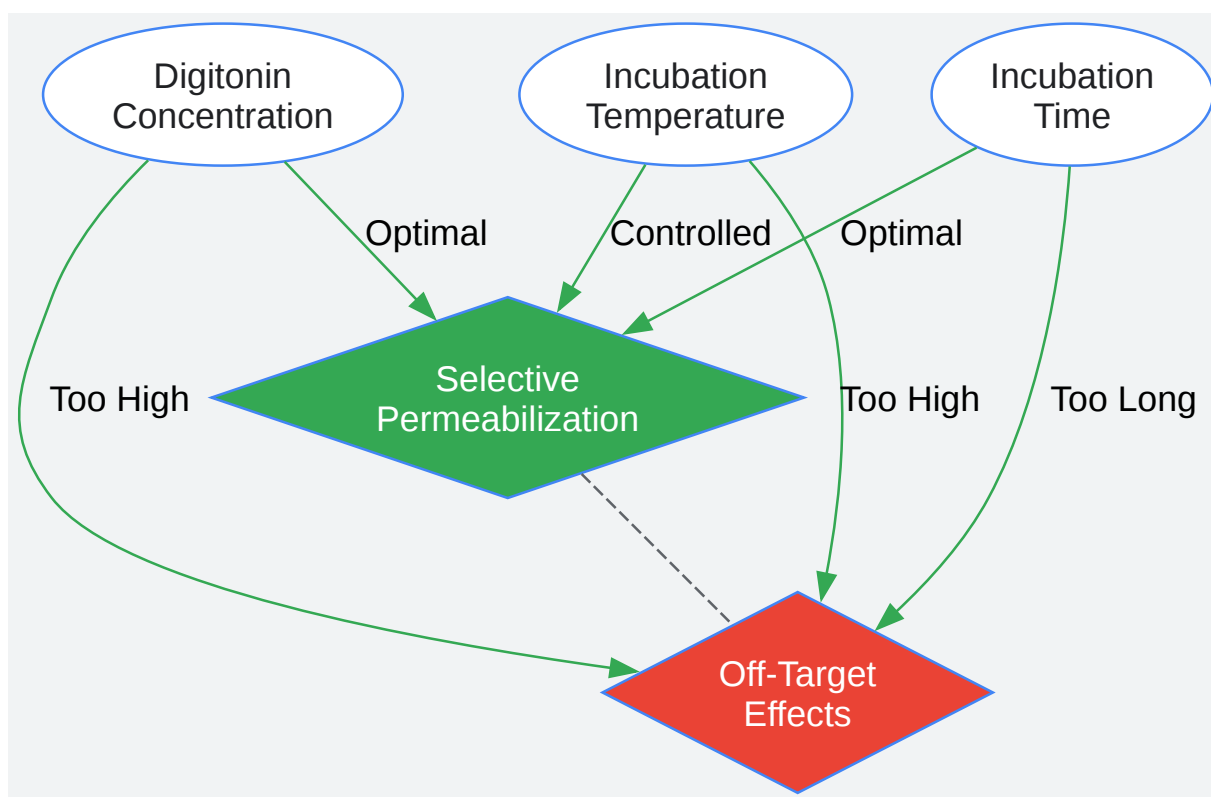 Digitonin
Concentration
Incubation
Temperature
Incubation
Time
Optimal
Controlled
Optimal
Selective
Permeabilization
Too High
Too High
Too Long
Off-Target
Effects